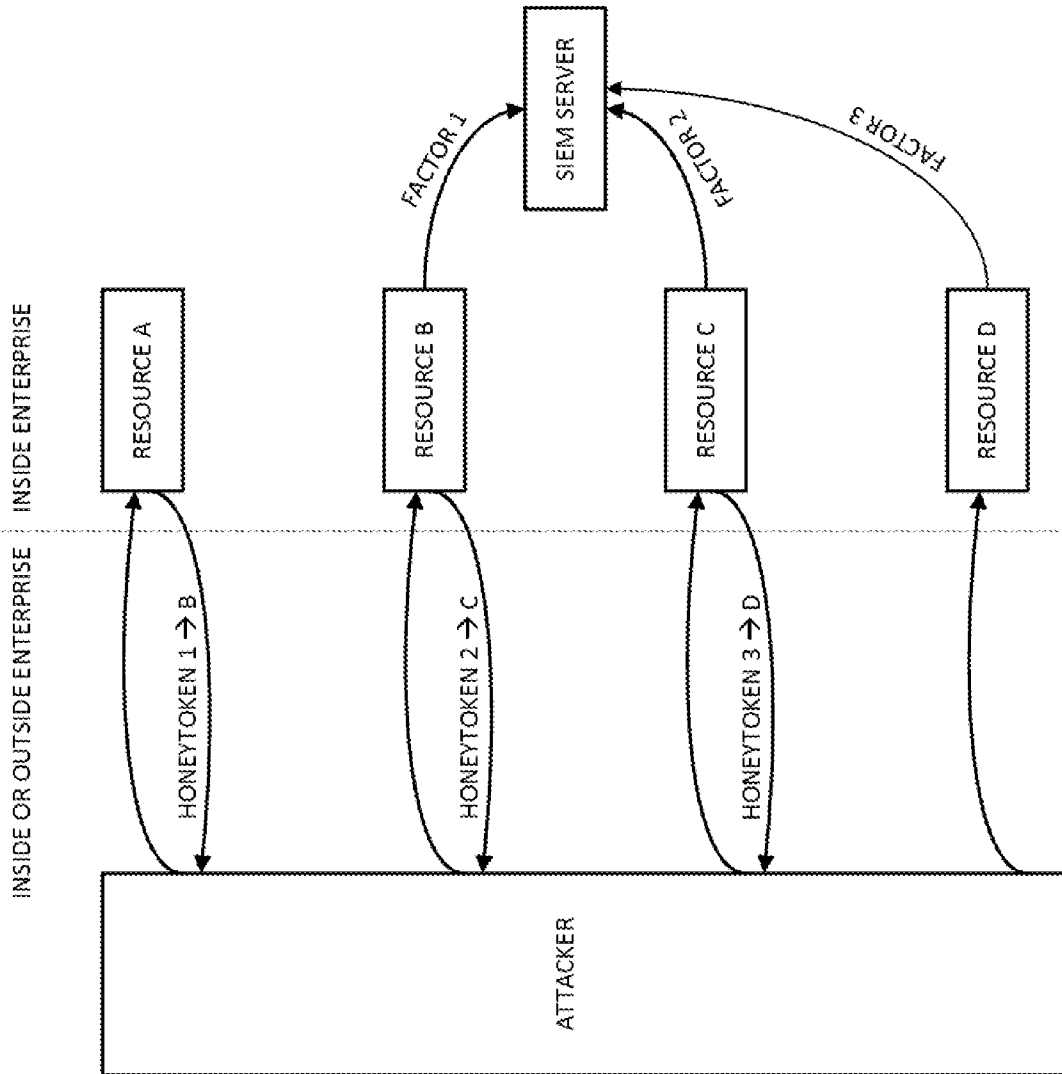 INSIDE OR OUTSIDE ENTERPRISE
INSIDE ENTERPRISE
ATTACKER
HONEYTOKEN 1 → B
RESOURCE A
HONEYTOKEN 2 → C
RESOURCE B
FACTOR 1
SIEM SERVER
HONEYTOKEN 3 → D
RESOURCE C
FACTOR 2
RESOURCE D
FACTOR 3